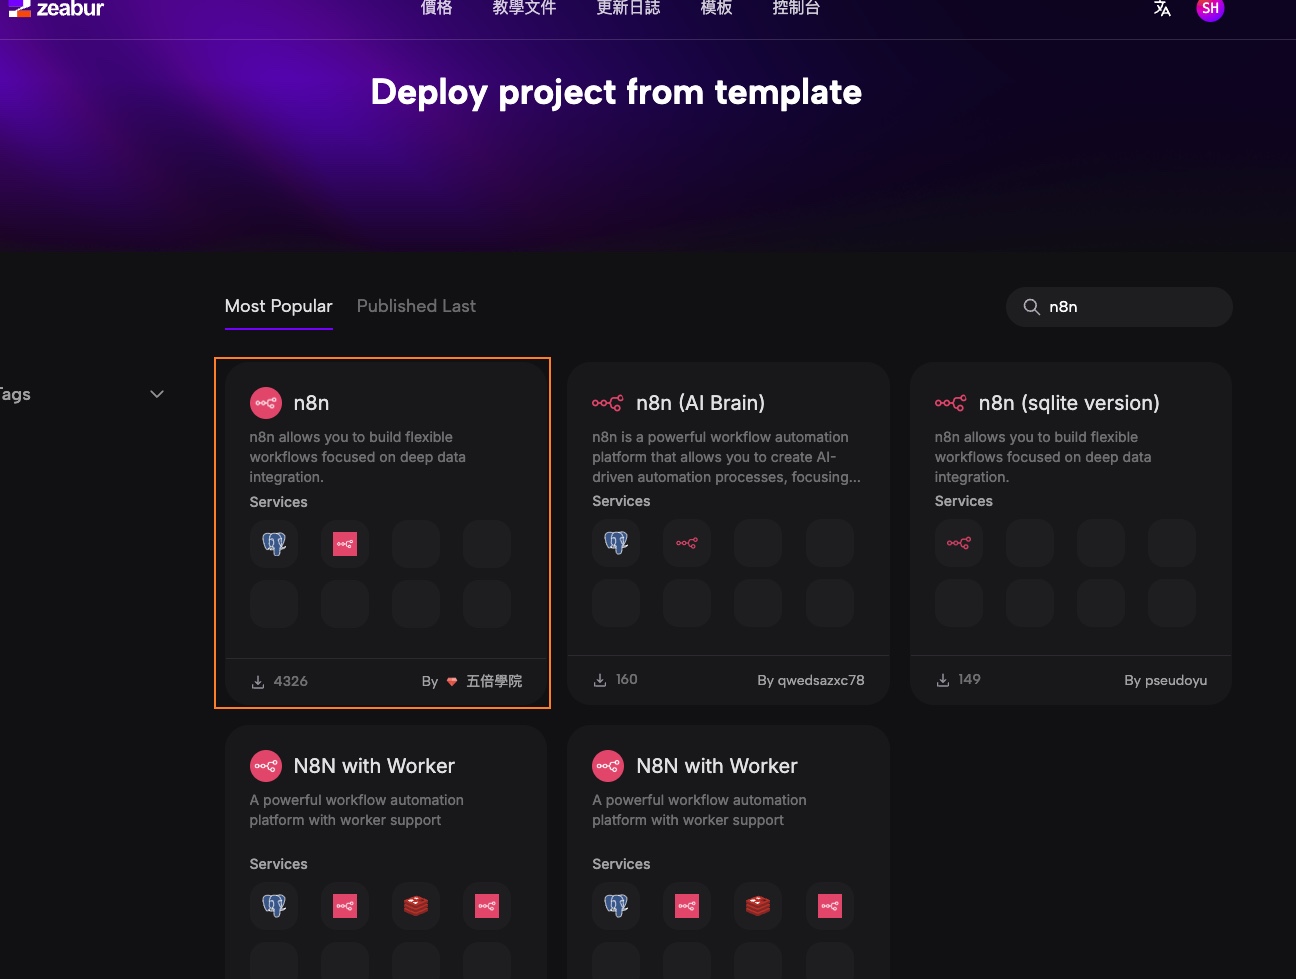 zeabur
價格 教學文件 更新日誌 模板 控制台
SH
Deploy project from template
Most Popular Published Last
n8n
Tags
n8n
n8n allows you to build flexible
workflows focused on deep data
integration.
Services
4326
By 五倍學院
n8n (AI Brain)
n8n is a powerful workflow automation
platform that allows you to create AI-
driven automation processes, focusing...
Services
160
By qwedsazxc78
n8n (sqlite version)
n8n allows you to build flexible
workflows focused on deep data
integration.
Services
149
By pseudoyu
N8N with Worker
A powerful workflow automation
platform with worker support
Services
N8N with Worker
A powerful workflow automation
platform with worker support
Services